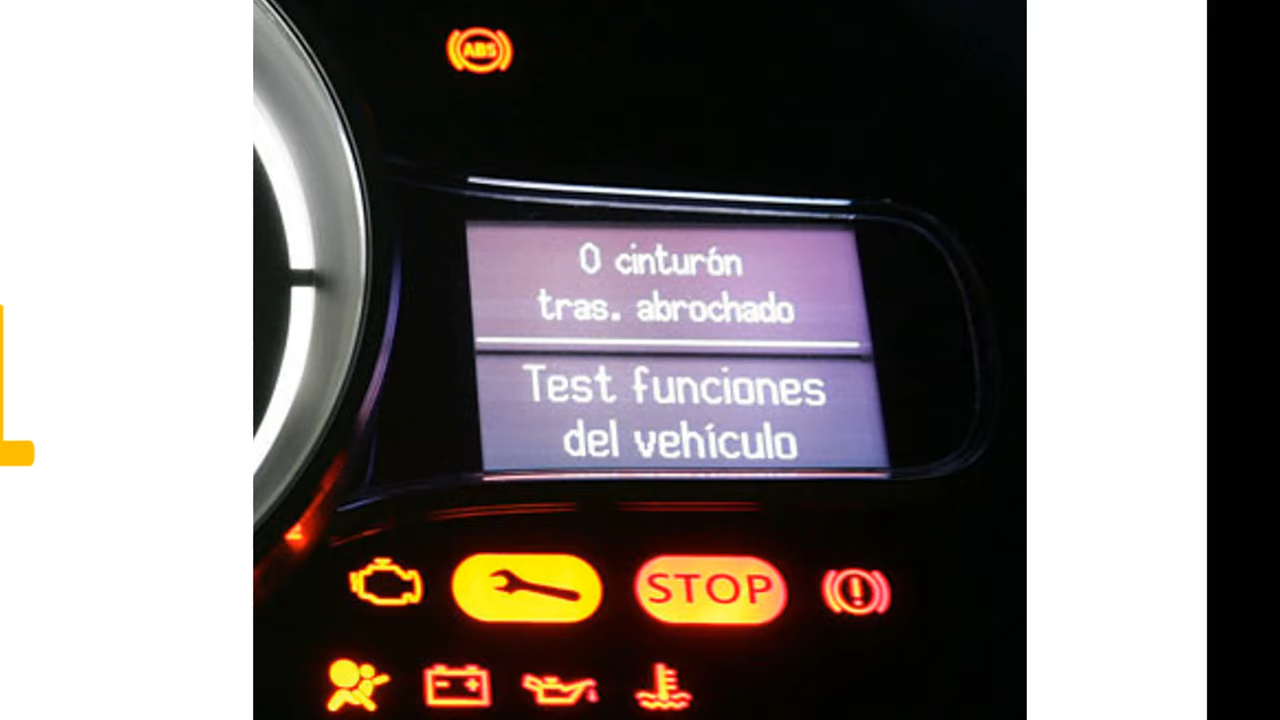 ABS
0 cinturón
tras. abrochado
Test funciones
del vehículo
STOP